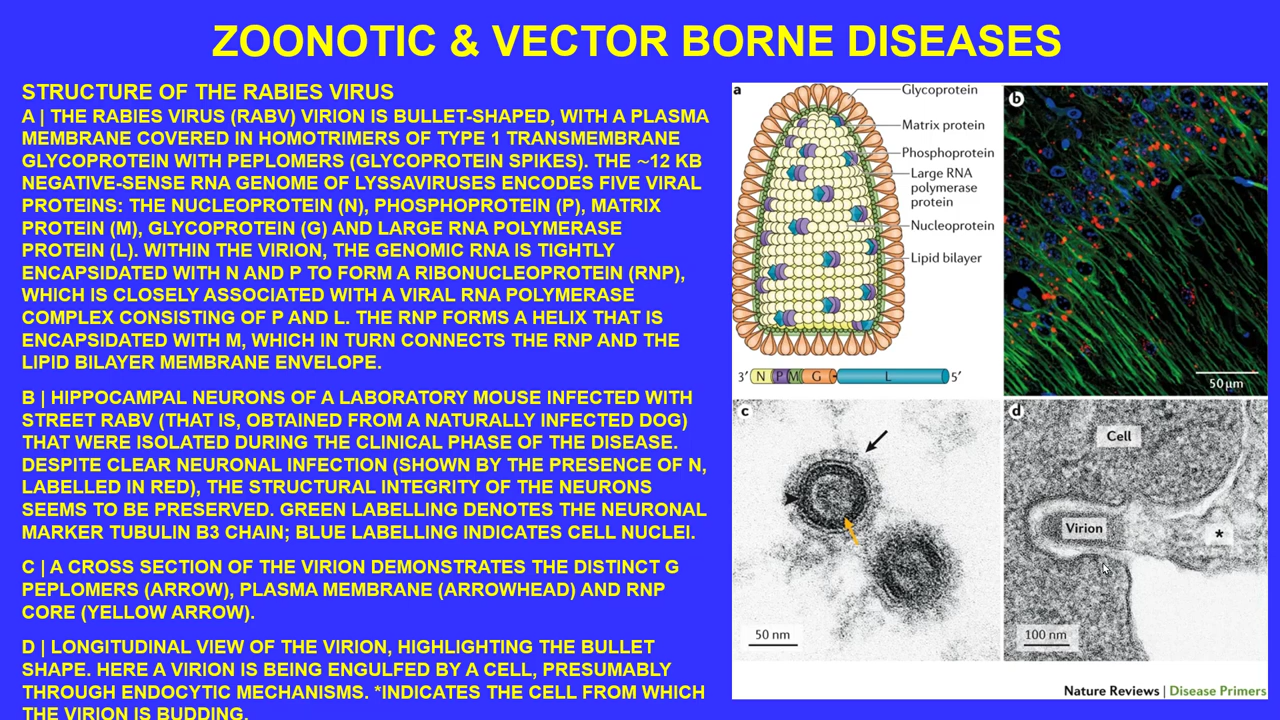 ZOONOTIC & VECTOR BORNE DISEASES
STRUCTURE OF THE RABIES VIRUS
A | THE RABIES VIRUS (RABV) VIRION IS BULLET-SHAPED, WITH A PLASMA
MEMBRANE COVERED IN HOMOTRIMERS OF TYPE 1 TRANSMEMBRANE
GLYCOPROTEIN WITH PEPLOMERS (GLYCOPROTEIN SPIKES). THE ~12 KB
NEGATIVE-SENSE RNA GENOME OF LYSSAVIRUSES ENCODES FIVE VIRAL
PROTEINS: THE NUCLEOPROTEIN (N), PHOSPHOPROTEIN (P), MATRIX
PROTEIN (M), GLYCOPROTEIN (G) AND LARGE RNA POLYMERASE
PROTEIN (L). WITHIN THE VIRION, THE GENOMIC RNA IS TIGHTLY
ENCAPSIDATED WITH N AND P TO FORM A RIBONUCLEOPROTEIN (RNP),
WHICH IS CLOSELY ASSOCIATED WITH A VIRAL RNA POLYMERASE
COMPLEX CONSISTING OF P AND L. THE RNP FORMS A HELIX THAT IS
ENCAPSIDATED WITH M, WHICH IN TURN CONNECTS THE RNP AND THE
LIPID BILAYER MEMBRANE ENVELOPE.
B | HIPPOCAMPAL NEURONS OF A LABORATORY MOUSE INFECTED WITH
STREET RABV (THAT IS, OBTAINED FROM A NATURALLY INFECTED DOG)
THAT WERE ISOLATED DURING THE CLINICAL PHASE OF THE DISEASE.
DESPITE CLEAR NEURONAL INFECTION (SHOWN BY THE PRESENCE OF N,
LABELLED IN RED), THE STRUCTURAL INTEGRITY OF THE NEURONS
SEEMS TO BE PRESERVED. GREEN LABELLING DENOTES THE NEURONAL
MARKER TUBULIN B3 CHAIN; BLUE LABELLING INDICATES CELL NUCLEI.
C | A CROSS SECTION OF THE VIRION DEMONSTRATES THE DISTINCT G
PEPLOMERS (ARROW), PLASMA MEMBRANE (ARROWHEAD) AND RNP
CORE (YELLOW ARROW).
D | LONGITUDINAL VIEW OF THE VIRION, HIGHLIGHTING THE BULLET
SHAPE. HERE A VIRION IS BEING ENGULFED BY A CELL, PRESUMABLY
THROUGH ENDOCYTIC MECHANISMS. *INDICATES THE CELL FROM WHICH
THE VIRION IS BUDDING.
a
Glycoprotein
Matrix protein
Phosphoprotein
Large RNA
polymerase
protein
Nucleoprotein
Lipid bilayer
3′ N P M G L 5′
b
50 µm
c
50 nm
d
Cell
Virion
*
100 nm
Nature Reviews | Disease Primers